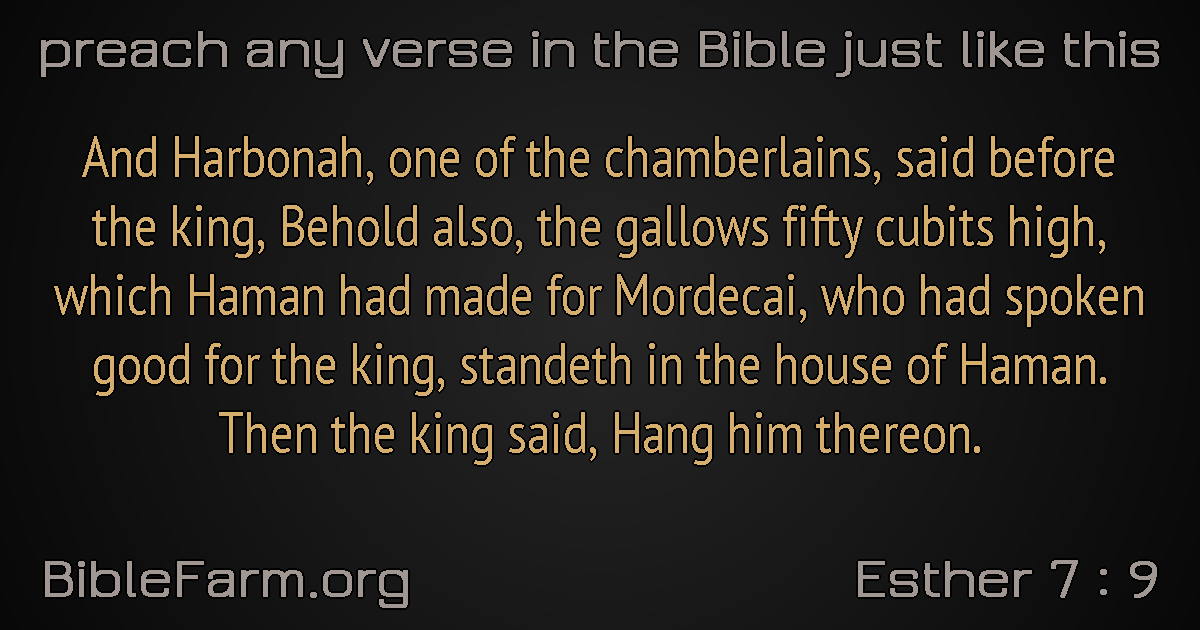 preach any verse in the Bible just like this
And Harbonah, one of the chamberlains, said before
the king, Behold also, the gallows fifty cubits high,
which Haman had made for Mordecai, who had spoken
good for the king, standeth in the house of Haman.
Then the king said, Hang him thereon.
BibleFarm.org
Esther 7 : 9